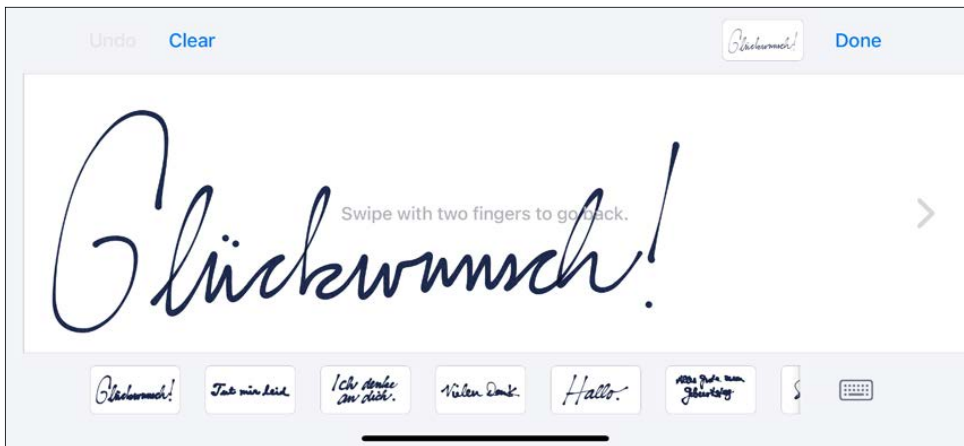 Undo Clear Glückwunsch! Done
Glückwunsch!
Swipe with two fingers to go back.
Glückwunsch! Tut mir leid Ich denke an dich. Vielen Dank. Hallo. Alles Gute zum Geburtstag.